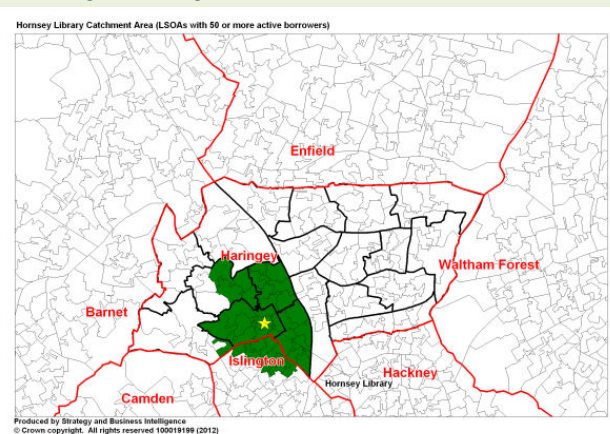 Hornsey Library Catchment Area (LSOAs with 50 or more active borrowers)
Enfield
Haringey
Waltham Forest
Barnet
Islington
Hackney
Hornsey Library
Camden
Produced by Strategy and Business Intelligence
© Crown copyright. All rights reserved 100019199 (2012)